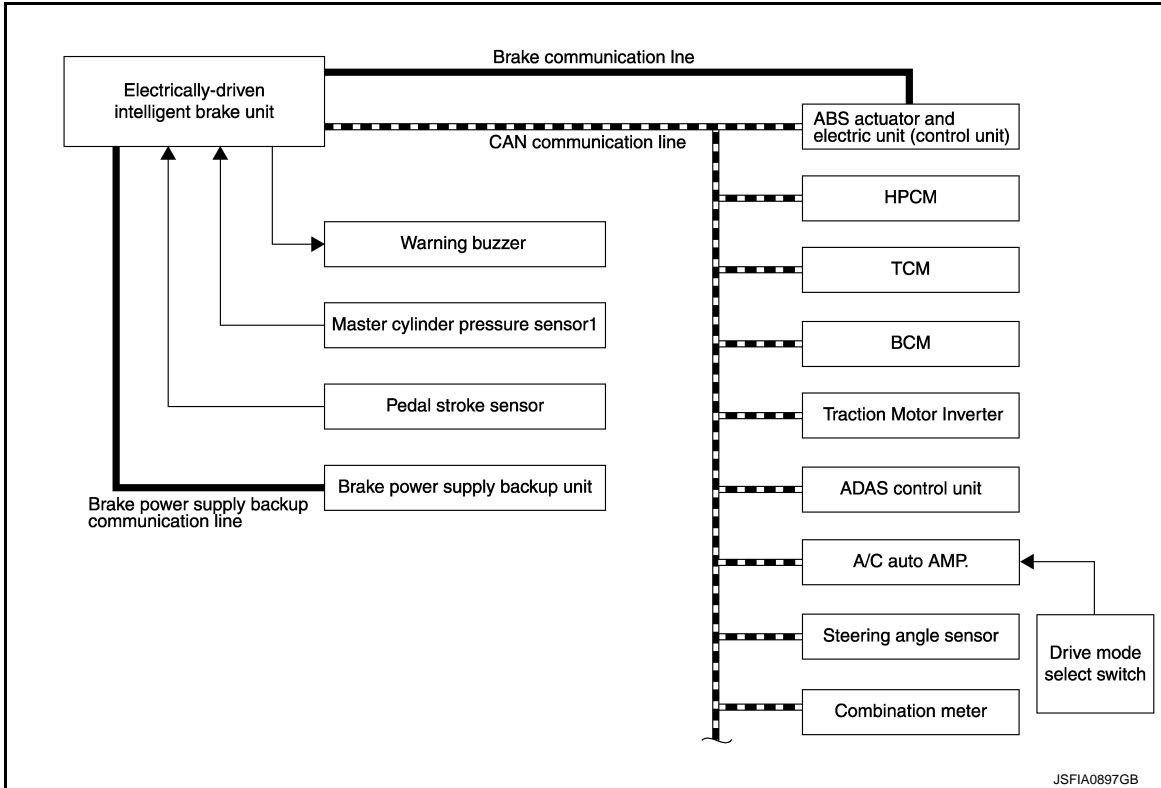 Brake communication lne
Electrically-driven
intelligent brake unit
ABS actuator and
electric unit (control unit)
CAN communication line
HPCM
Warning buzzer
TCM
Master cylinder pressure sensor1
BCM
Pedal stroke sensor
Traction Motor Inverter
Brake power supply backup unit
ADAS control unit
Brake power supply backup
communication line
A/C auto AMP.
Steering angle sensor
Drive mode
select switch
Combination meter
JSFIA0897GB